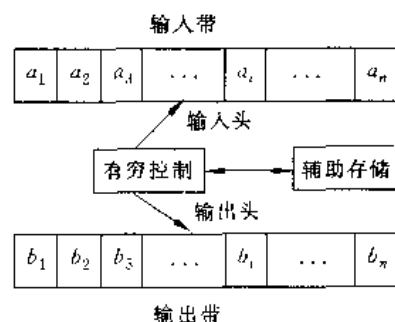 输入带
a₁ a₂ a₃ ... aᵢ ... aₙ
输入头
有穷控制 辅助存储
输出头
b₁ b₂ b₃ ... bᵢ ... bₙ
输出带